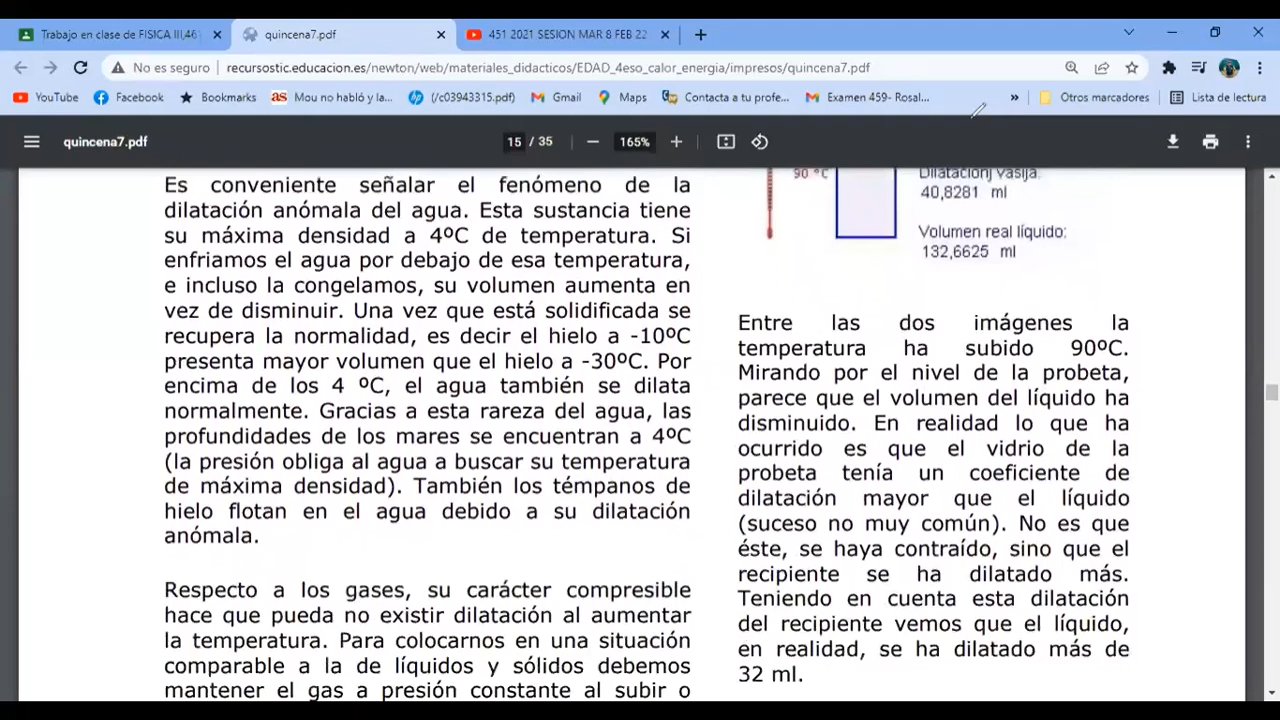 Trabajo en clase de FISICA III,46
quincena7.pdf
451 2021 SESION MAR 8 FEB 22
No es seguro
recursostic.educacion.es/newton/web/materiales_didacticos/EDAD_4eso_calor_energia/impresos/quincena7.pdf
YouTube
Facebook
Bookmarks
Mou no habló y la...
(/c03943315.pdf)
Gmail
Maps
Contacta a tu profe...
Examen 459- Rosal...
»
Otros marcadores
Lista de lectura
quincena7.pdf
15 / 35
165%
Es conveniente señalar el fenómeno de la
dilatación anómala del agua. Esta sustancia tiene
su máxima densidad a 4ºC de temperatura. Si
enfriamos el agua por debajo de esa temperatura,
e incluso la congelamos, su volumen aumenta en
vez de disminuir. Una vez que está solidificada se
recupera la normalidad, es decir el hielo a -10ºC
presenta mayor volumen que el hielo a -30ºC. Por
encima de los 4 ºC, el agua también se dilata
normalmente. Gracias a esta rareza del agua, las
profundidades de los mares se encuentran a 4ºC
(la presión obliga al agua a buscar su temperatura
de máxima densidad). También los témpanos de
hielo flotan en el agua debido a su dilatación
anómala.
Respecto a los gases, su carácter compresible
hace que pueda no existir dilatación al aumentar
la temperatura. Para colocarnos en una situación
comparable a la de líquidos y sólidos debemos
mantener el gas a presión constante al subir o
90 °C
Dilatacionj vasija:
40,8281 ml
Volumen real líquido:
132,6625 ml
Entre las dos imágenes la
temperatura ha subido 90ºC.
Mirando por el nivel de la probeta,
parece que el volumen del líquido ha
disminuido. En realidad lo que ha
ocurrido es que el vidrio de la
probeta tenía un coeficiente de
dilatación mayor que el líquido
(suceso no muy común). No es que
éste, se haya contraído, sino que el
recipiente se ha dilatado más.
Teniendo en cuenta esta dilatación
del recipiente vemos que el líquido,
en realidad, se ha dilatado más de
32 ml.